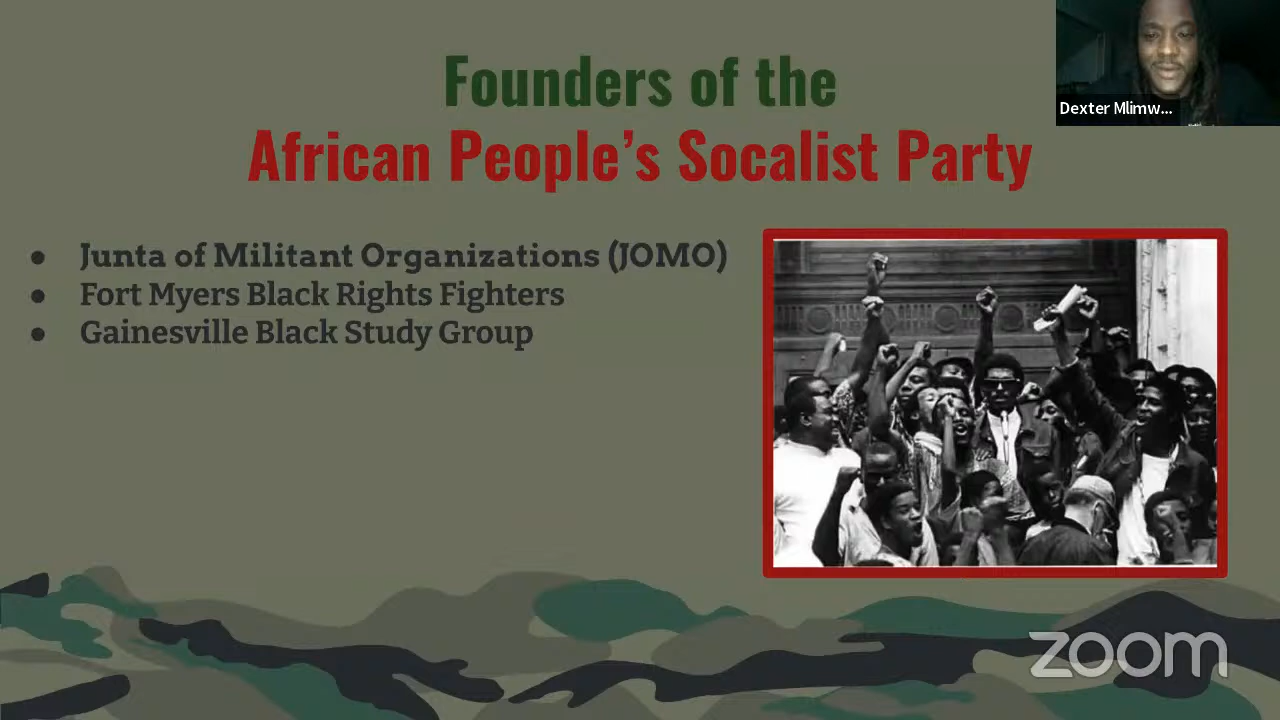 Founders of the
African People's Socalist Party
Dexter Mlimw...
● Junta of Militant Organizations (JOMO)
● Fort Myers Black Rights Fighters
● Gainesville Black Study Group
zoom